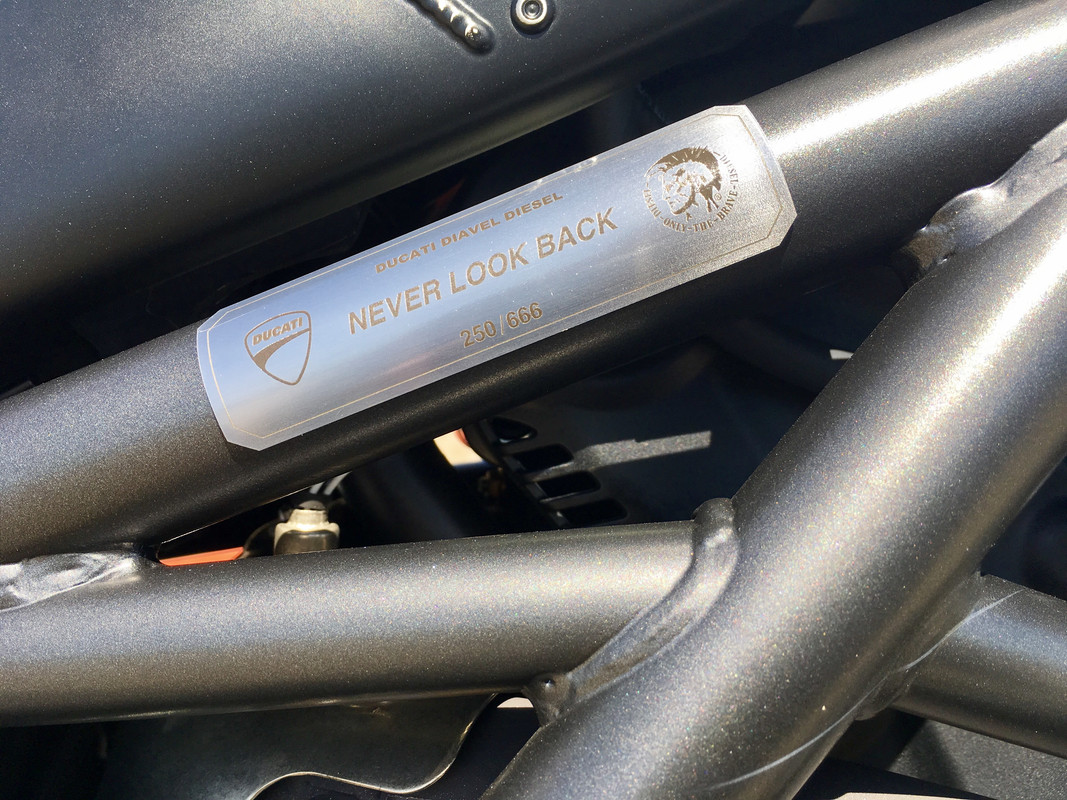 DUCATI DIAVEL DIESEL
NEVER LOOK BACK
250/666
DUCATI
DIESEL
ONLY-THE-BRAVE